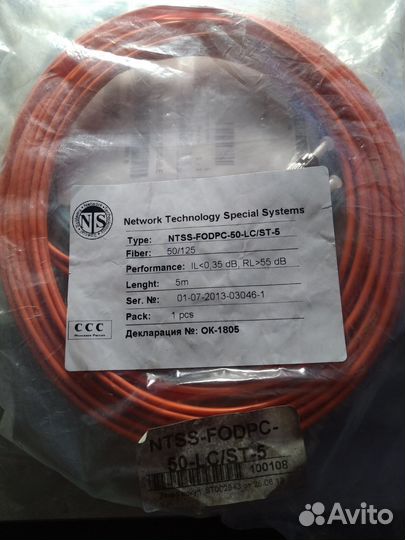 NTS
Network Technology Special Systems
Type: NTSS-FODPC-50-LC/ST-5
Fiber: 50/125
Performance: IL<0,35 dB, RL>55 dB
Lenght: 5m
Ser. №: 01-07-2013-03046-1
Pack: 1 pcs
CCC
Декларация №: ОК-1805
NTSS-FODPC-
50-LC/ST-5
100108
Avito